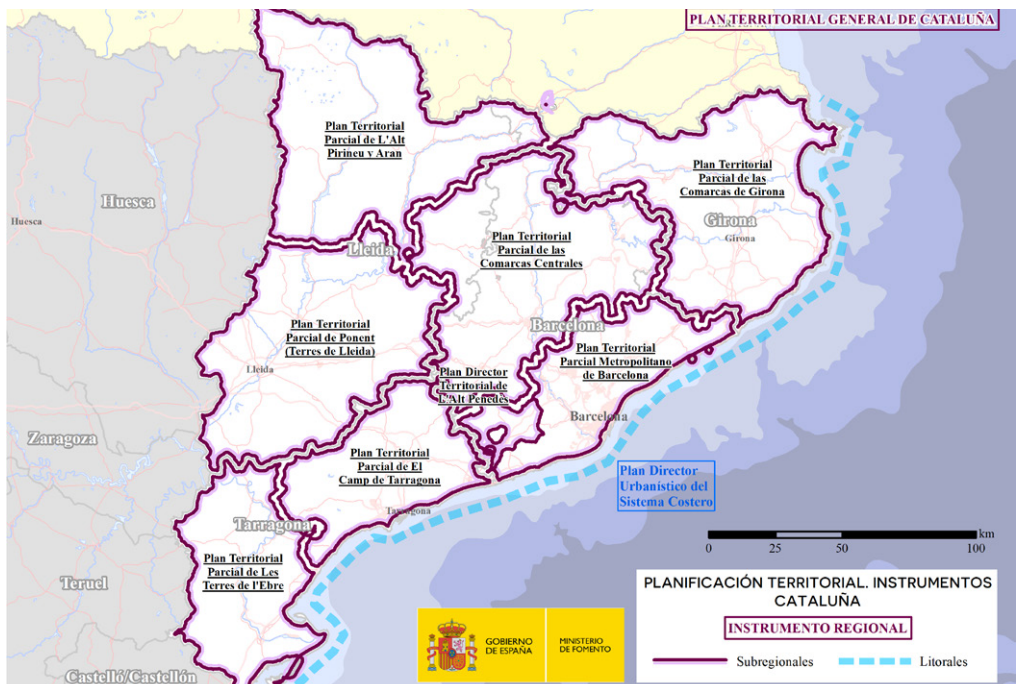 PLAN TERRITORIAL GENERAL DE CATALUÑA
Plan Territorial
Parcial de L'Alt
Pirineu y Aran
Plan Territorial
Parcial de las
Comarcas de Girona
Huesca
Huesca
Girona
Girona
Plan Territorial
Parcial de las
Comarcas Centrales
Lleida
Plan Territorial
Parcial de Ponent
(Terres de Lleida)
Lleida
Barcelona
Plan Territorial
Parcial Metropolitano
de Barcelona
Plan Director
Territorial de
L'Alt Penedès
Barcelona
Zaragoza
Plan Territorial
Parcial de El
Camp de Tarragona
Tarragona
Plan Director
Urbanístico del
Sistema Costero
Tarragona
Plan Territorial
Parcial de Les
Terres de l'Ebre
Teruel
Castelló/Castellón
0 25 50 100 km
GOBIERNO
DE ESPAÑA
MINISTERIO
DE FOMENTO
PLANIFICACIÓN TERRITORIAL. INSTRUMENTOS
CATALUÑA
INSTRUMENTO REGIONAL
Subregionales
Litorales